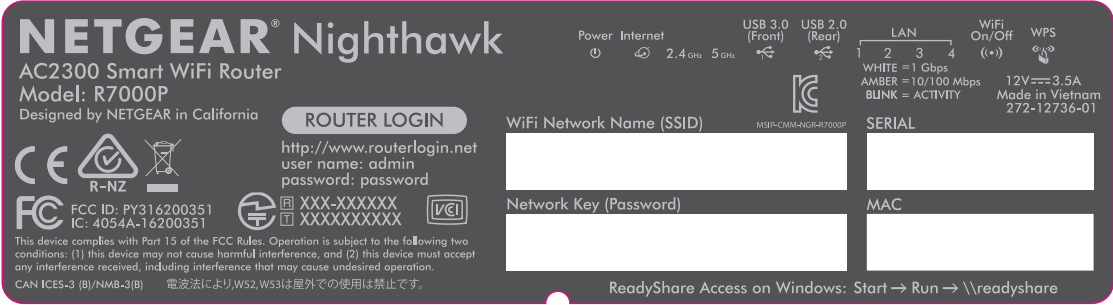 NETGEAR® Nighthawk
AC2300 Smart WiFi Router
Model: R7000P
Designed by NETGEAR in California
Power Internet
2.4 GHz 5 GHz
USB 3.0
(Front)
1
USB 2.0
(Rear)
2
LAN
1 2 3 4
WHITE =1 Gbps
AMBER =10/100 Mbps
BLINK = ACTIVITY
WiFi
On/Off
WPS
12V⎓3.5A
Made in Vietnam
272-12736-01
ROUTER LOGIN
http://www.routerlogin.net
user name: admin
password: password
MSIP-CMM-NGR-R7000P
WiFi Network Name (SSID)
SERIAL
Network Key (Password)
MAC
CE
R-NZ
FC
FCC ID: PY316200351
IC: 4054A-16200351
R XXX-XXXXXX
T XXXXXXXXXX
VCI
This device complies with Part 15 of the FCC Rules. Operation is subject to the following two
conditions: (1) this device may not cause harmful interference, and (2) this device must accept
any interference received, including interference that may cause undesired operation.
CAN ICES-3 (B)/NMB-3(B) 電波法により,W52,W53は屋外での使用は禁止です。
ReadyShare Access on Windows: Start → Run → \\readyshare